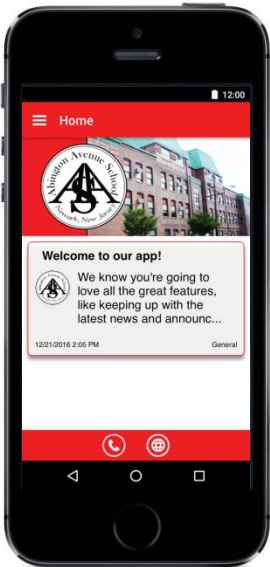 12:00
Home
Abington Avenue School
AAS
Newark, New Jersey
Welcome to our app!
We know you're going to
love all the great features,
like keeping up with the
latest news and announc...
12/21/2016 2:05 PM
General